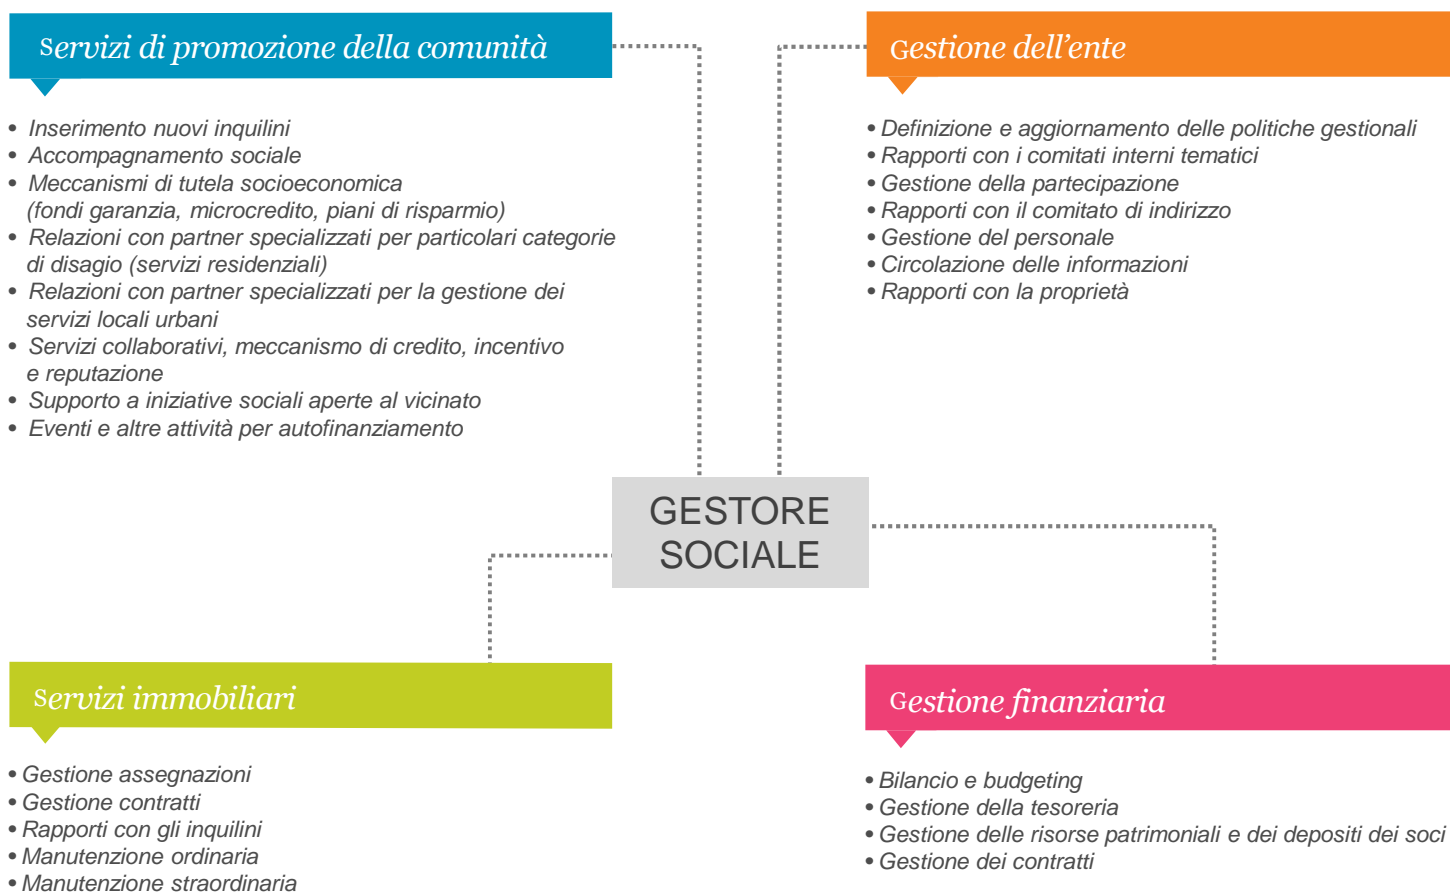 Servizi di promozione della comunità
• Inserimento nuovi inquilini
• Accompagnamento sociale
• Meccanismi di tutela socioeconomica
(fondi garanzia, microcredito, piani di risparmio)
• Relazioni con partner specializzati per particolari categorie
di disagio (servizi residenziali)
• Relazioni con partner specializzati per la gestione dei
servizi locali urbani
• Servizi collaborativi, meccanismo di credito, incentivo
e reputazione
• Supporto a iniziative sociali aperte al vicinato
• Eventi e altre attività per autofinanziamento
Gestione dell'ente
• Definizione e aggiornamento delle politiche gestionali
• Rapporti con i comitati interni tematici
• Gestione della partecipazione
• Rapporti con il comitato di indirizzo
• Gestione del personale
• Circolazione delle informazioni
• Rapporti con la proprietà
GESTORE
SOCIALE
Servizi immobiliari
• Gestione assegnazioni
• Gestione contratti
• Rapporti con gli inquilini
• Manutenzione ordinaria
• Manutenzione straordinaria
Gestione finanziaria
• Bilancio e budgeting
• Gestione della tesoreria
• Gestione delle risorse patrimoniali e dei depositi dei soci
• Gestione dei contratti